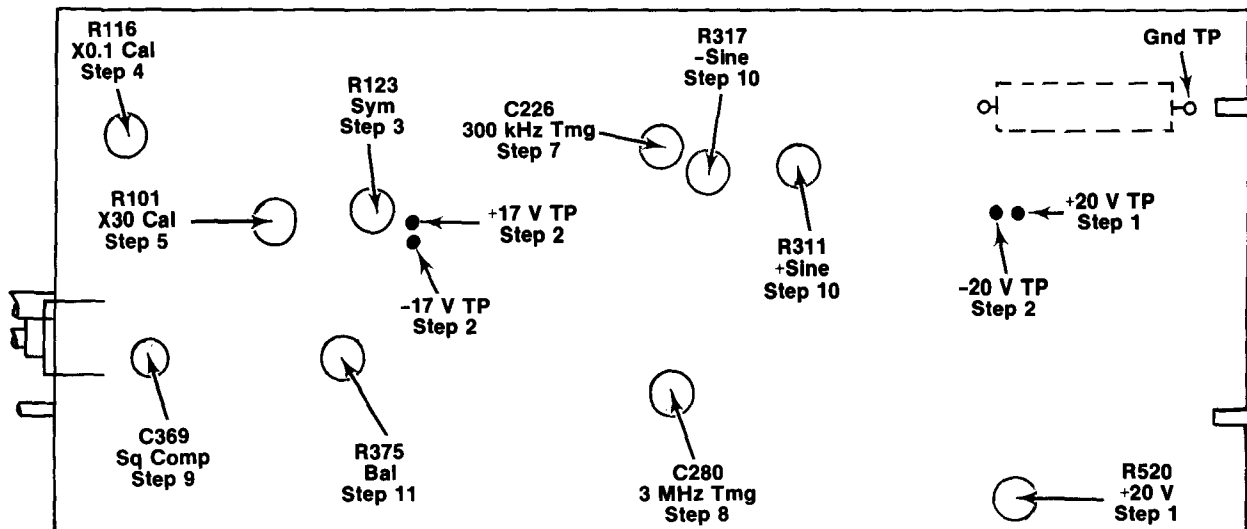 R116
X0.1 Cal
Step 4
R123
Sym
Step 3
R317
-Sine
Step 10
Gnd TP
C226
300 kHz Tmg
Step 7
R101
X30 Cal
Step 5
+17 V TP
Step 2
-17 V TP
Step 2
R311
+Sine
Step 10
+20 V TP
Step 1
-20 V TP
Step 2
C369
Sq Comp
Step 9
R375
Bal
Step 11
C280
3 MHz Tmg
Step 8
R520
+20 V
Step 1